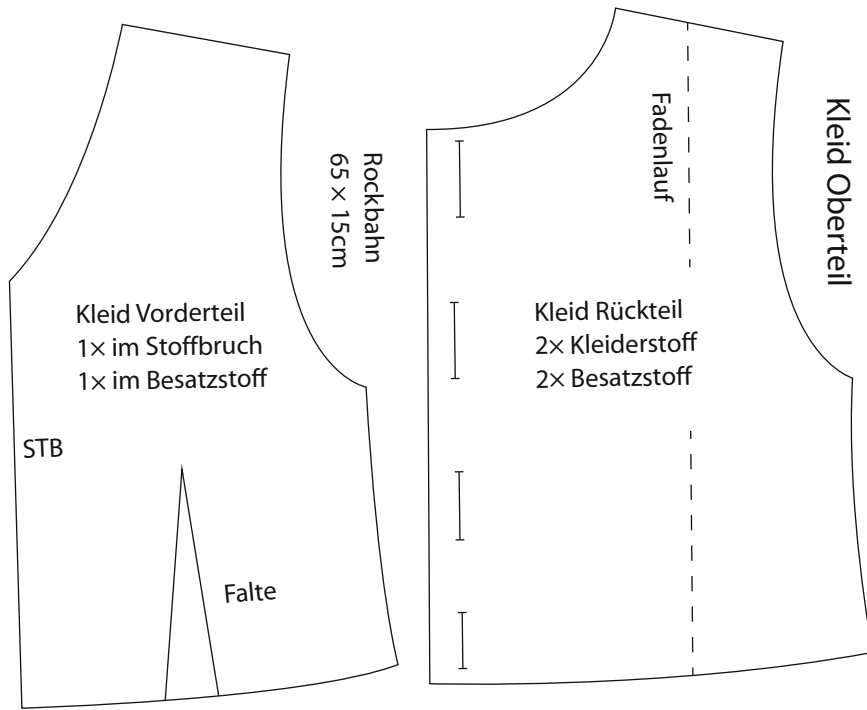 Rockbahn
65 × 15cm
Kleid Vorderteil
1× im Stoffbruch
1× im Besatzstoff
STB
Falte
Fadenlauf
Kleid Rückteil
2× Kleiderstoff
2× Besatzstoff
Kleid Oberteil